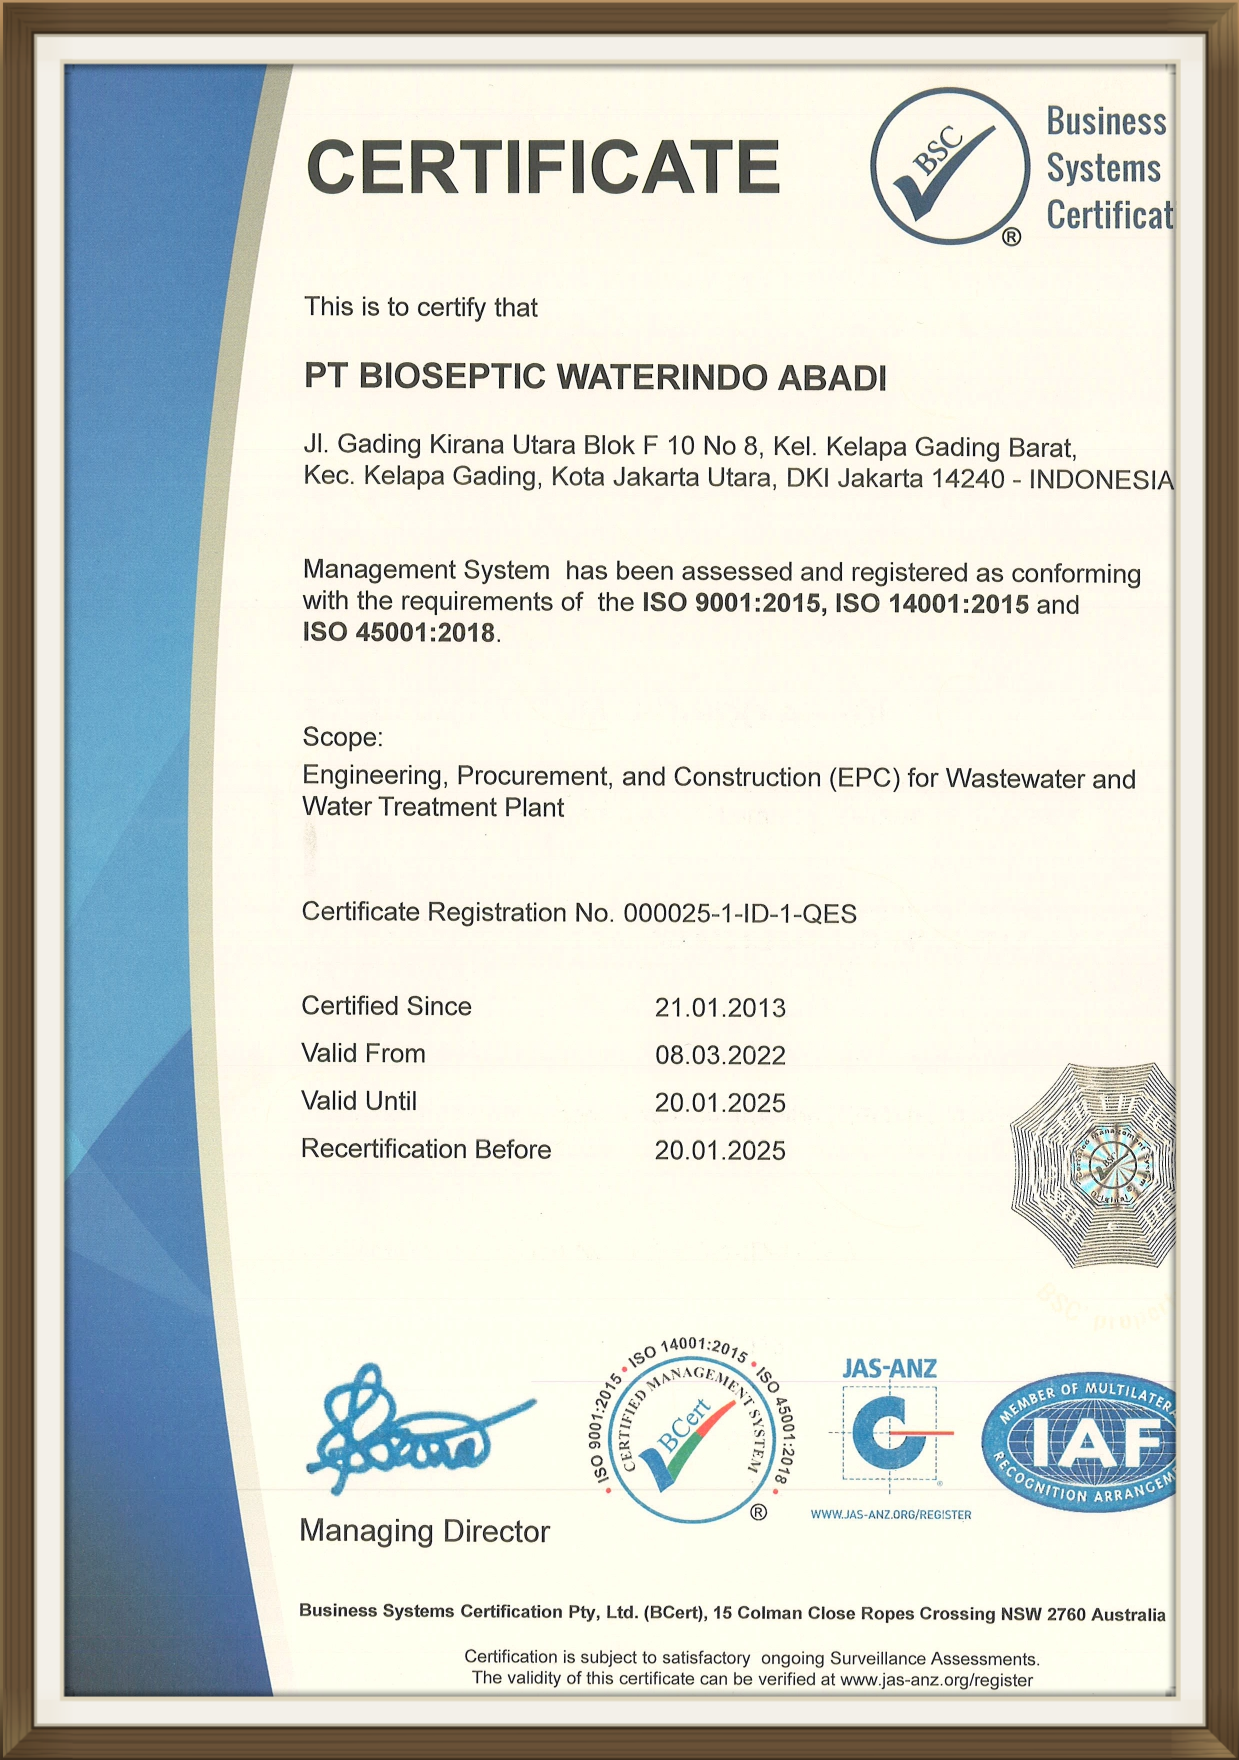 CERTIFICATE
BSC
®
Business
Systems
Certificat
This is to certify that
PT BIOSEPTIC WATERINDO ABADI
Jl. Gading Kirana Utara Blok F 10 No 8, Kel. Kelapa Gading Barat,
Kec. Kelapa Gading, Kota Jakarta Utara, DKI Jakarta 14240 - INDONESIA
Management System has been assessed and registered as conforming
with the requirements of the ISO 9001:2015, ISO 14001:2015 and
ISO 45001:2018.
Scope:
Engineering, Procurement, and Construction (EPC) for Wastewater and
Water Treatment Plant
Certificate Registration No. 000025-1-ID-1-QES
Certified Since 21.01.2013
Valid From 08.03.2022
Valid Until 20.01.2025
Recertification Before 20.01.2025
Certified Management System
BSC
Original
BSC propert
• ISO 9001:2015 • ISO 14001:2015 • ISO 45001:2018 •
CERTIFIED MANAGEMENT SYSTEM
BCert
®
JAS-ANZ
WWW.JAS-ANZ.ORG/REGISTER
MEMBER OF MULTILATERA
IAF
RECOGNITION ARRANGEM
Managing Director
Business Systems Certification Pty, Ltd. (BCert), 15 Colman Close Ropes Crossing NSW 2760 Australia
Certification is subject to satisfactory ongoing Surveillance Assessments.
The validity of this certificate can be verified at www.jas-anz.org/register